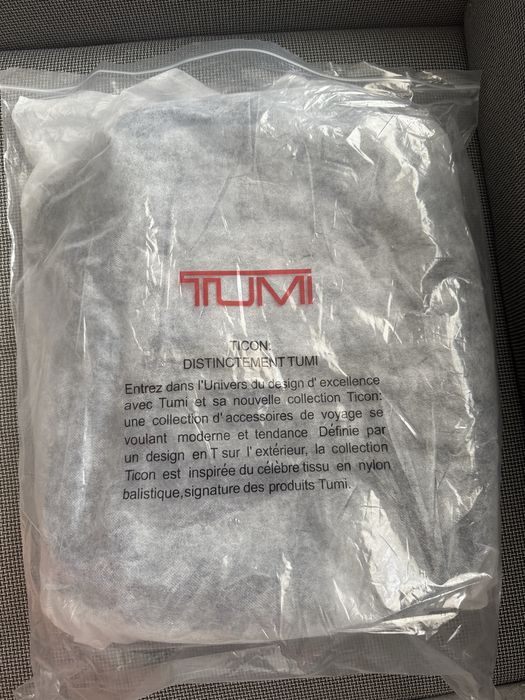 TUMI
TICON:
DISTINCTEMENT TUMI
Entrez dans l'Univers du design d' excellence
avec Tumi et sa nouvelle collection Ticon:
une collection d' accessoires de voyage se
voulant moderne et tendance Définie par
un design en T sur l' extérieur, la collection
Ticon est inspirée du célèbre tissu en nylon
balistique,signature des produits Tumi.